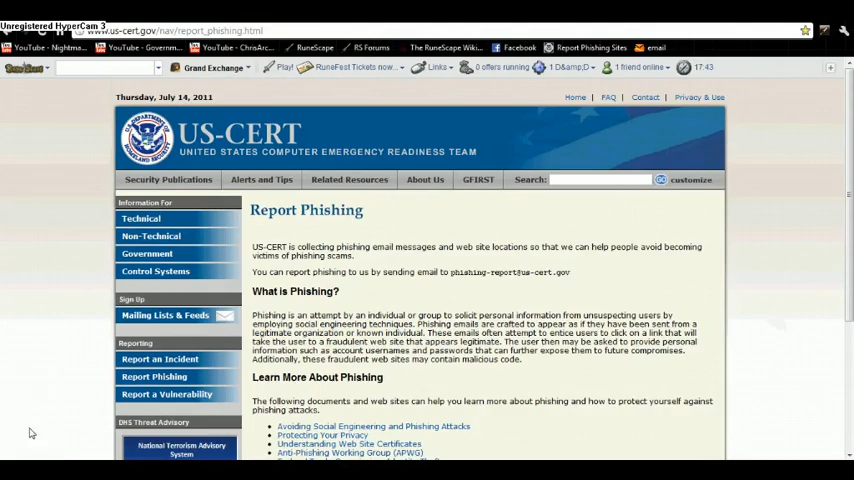 Unregistered HyperCam 3
www.us-cert.gov/nav/report_phishing.html
YouTube - Nightma... YouTube - Governm... YouTube - ChrisArc... RuneScape RS Forums The RuneScape Wiki... Facebook Report Phishing Sites email
Grand Exchange Play! RuneFest Tickets now... Links 0 offers running 1 D&amp;D... 1 friend online 17:43
Thursday, July 14, 2011
Home | FAQ | Contact | Privacy & Use
US-CERT
UNITED STATES COMPUTER EMERGENCY READINESS TEAM
Security Publications Alerts and Tips Related Resources About Us GFIRST Search: GO customize
Information For
Technical
Non-Technical
Government
Control Systems
Sign Up
Mailing Lists & Feeds
Reporting
Report an Incident
Report Phishing
Report a Vulnerability
DHS Threat Advisory
National Terrorism Advisory
System
Report Phishing
US-CERT is collecting phishing email messages and web site locations so that we can help people avoid becoming
victims of phishing scams.
You can report phishing to us by sending email to phishing-report@us-cert.gov
What is Phishing?
Phishing is an attempt by an individual or group to solicit personal information from unsuspecting users by
employing social engineering techniques. Phishing emails are crafted to appear as if they have been sent from a
legitimate organization or known individual. These emails often attempt to entice users to click on a link that will
take the user to a fraudulent web site that appears legitimate. The user then may be asked to provide personal
information such as account usernames and passwords that can further expose them to future compromises.
Additionally, these fraudulent web sites may contain malicious code.
Learn More About Phishing
The following documents and web sites can help you learn more about phishing and how to protect yourself against
phishing attacks.
Avoiding Social Engineering and Phishing Attacks
Protecting Your Privacy
Understanding Web Site Certificates
Anti-Phishing Working Group (APWG)